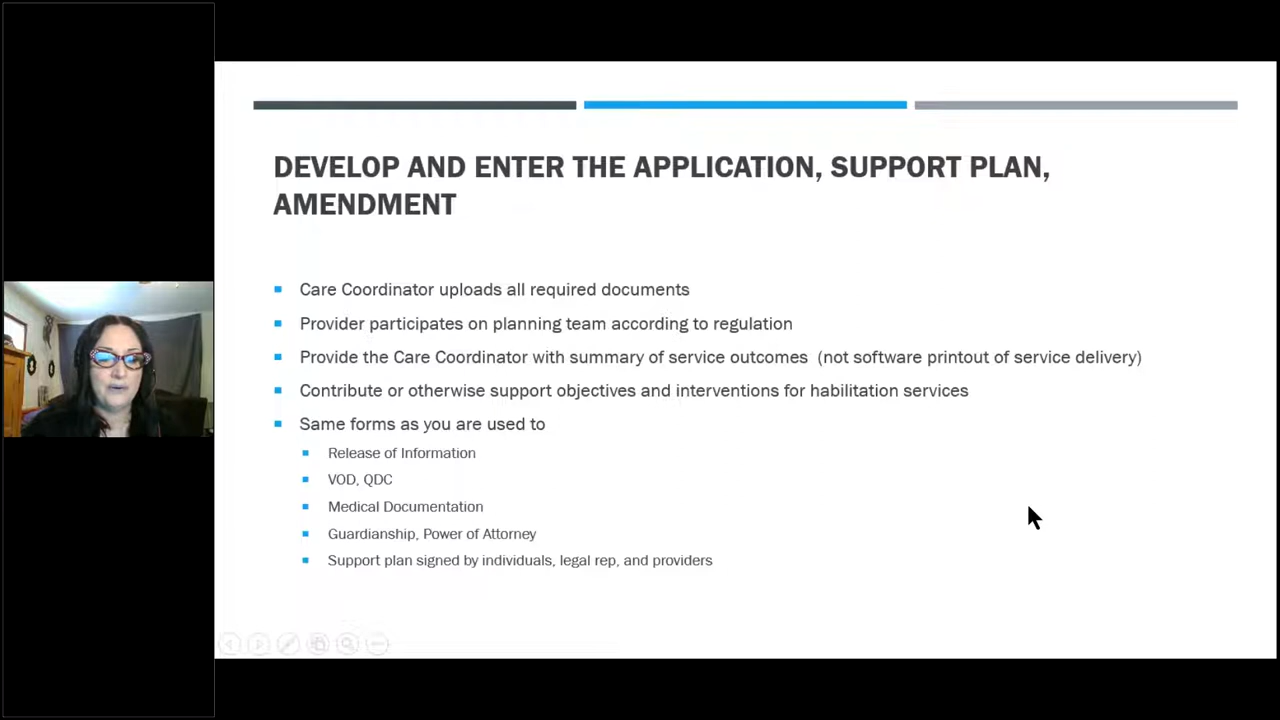 DEVELOP AND ENTER THE APPLICATION, SUPPORT PLAN,
AMENDMENT
Care Coordinator uploads all required documents
Provider participates on planning team according to regulation
Provide the Care Coordinator with summary of service outcomes (not software printout of service delivery)
Contribute or otherwise support objectives and interventions for habilitation services
Same forms as you are used to
Release of Information
VOD, QDC
Medical Documentation
Guardianship, Power of Attorney
Support plan signed by individuals, legal rep, and providers